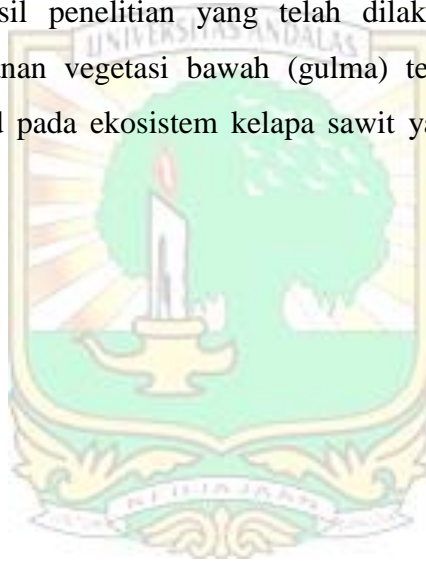 sil penelitian yang telah dilak
UNIVERSITAS ANDALAS
nan vegetasi bawah (gulma) te
pada ekosistem kelapa sawit ya